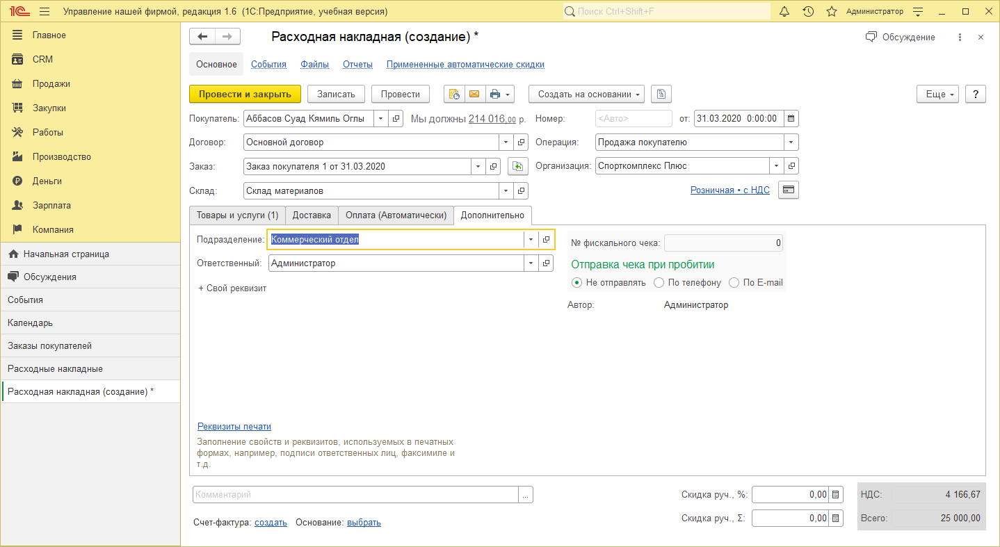 1С Управление нашей фирмой, редакция 1.6 (1С:Предприятие, учебная версия) Поиск Ctrl+Shift+F Администратор
Главное
CRM
Продажи
Закупки
Работы
Производство
Деньги
Зарплата
Компания
Начальная страница
Обсуждения
События
Календарь
Заказы покупателей
Расходные накладные
Расходная накладная (создание) *
Расходная накладная (создание) * Обсуждение
Основное События Файлы Отчеты Примененные автоматические скидки
Провести и закрыть Записать Провести Создать на основании Еще ?
Покупатель: Аббасов Суад Кямиль Оглы Мы должны 214 016,00 р. Номер: <Авто> от: 31.03.2020 0:00:00
Договор: Основной договор Операция: Продажа покупателю
Заказ: Заказ покупателя 1 от 31.03.2020 Организация: Спорткомплекс Плюс
Склад: Склад материалов Розничная • с НДС
Товары и услуги (1) Доставка Оплата (Автоматически) Дополнительно
Подразделение: Коммерческий отдел № фискального чека: 0
Ответственный: Администратор Отправка чека при пробитии
+ Свой реквизит Не отправлять По телефону По E-mail
Автор: Администратор
Реквизиты печати
Заполнение свойств и реквизитов, используемых в печатных
формах, например, подписи ответственных лиц, факсимиле и
т.д.
Комментарий ... Скидка руч., %: 0,00 НДС: 4 166,67
Счет-фактура: создать Основание: выбрать Скидка руч., Σ: 0,00 Всего: 25 000,00